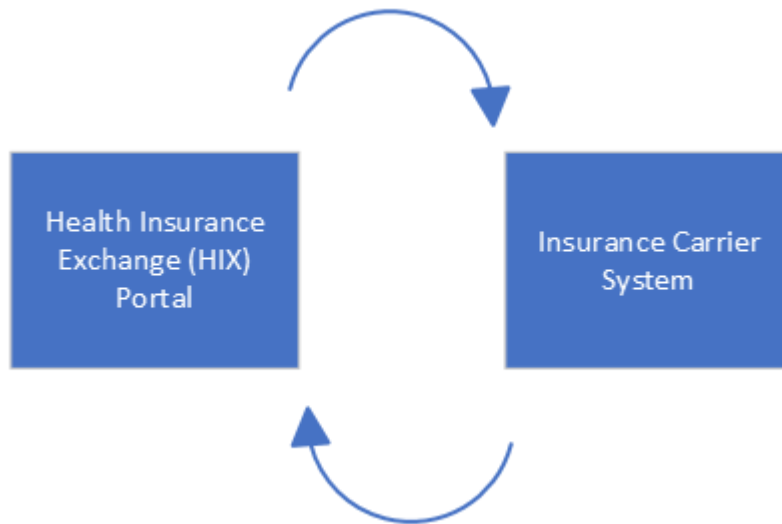 Health Insurance
Exchange (HIX)
Portal
Insurance Carrier
System